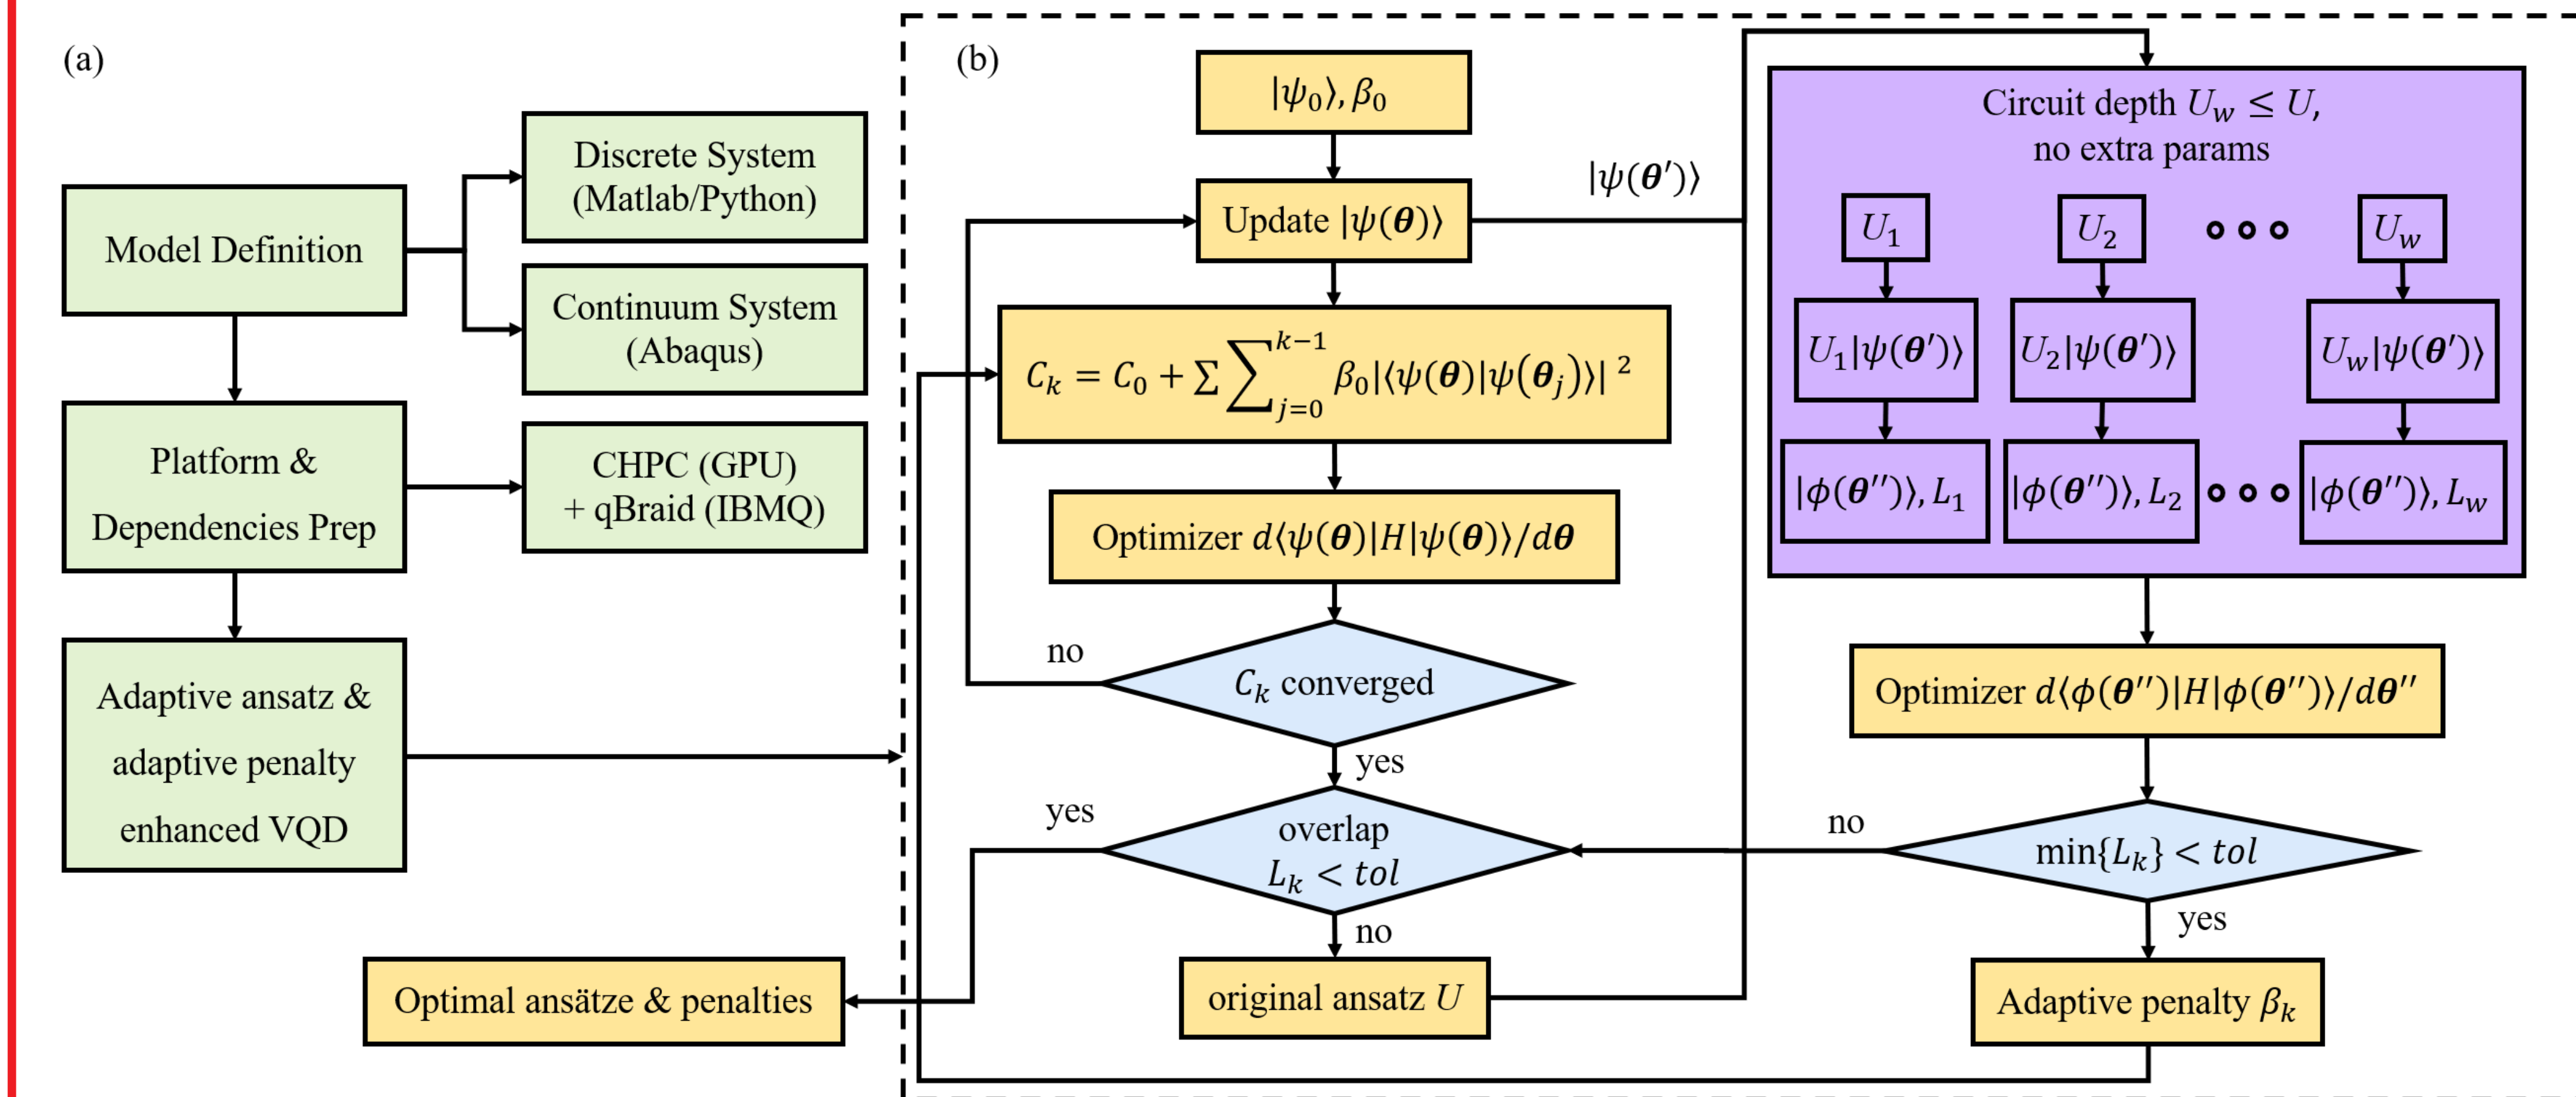 (a)
Model Definition
Discrete System
(Matlab/Python)
Continuum System
(Abaqus)
Platform &
Dependencies Prep
CHPC (GPU)
+ qBraid (IBMQ)
Adaptive ansatz &
adaptive penalty
enhanced VQD
Optimal ansätze & penalties
(b)
|ψ₀⟩, β₀
Update |ψ(θ)⟩
|ψ(θ′)⟩
C_k = C₀ + Σ ∑_{j=0}^{k−1} β₀|⟨ψ(θ)|ψ(θ_j)⟩| ²
Optimizer d⟨ψ(θ)|H|ψ(θ)⟩/dθ
no
C_k converged
yes
yes
overlap
L_k < tol
no
original ansatz U
Circuit depth U_w ≤ U,
no extra params
U₁ U₂ U_w
U₁|ψ(θ′)⟩ U₂|ψ(θ′)⟩ U_w|ψ(θ′)⟩
|ϕ(θ′′)⟩, L₁ |ϕ(θ′′)⟩, L₂ |ϕ(θ′′)⟩, L_w
Optimizer d⟨ϕ(θ′′)|H|ϕ(θ′′)⟩/dθ′′
no
min{L_k} < tol
yes
Adaptive penalty β_k